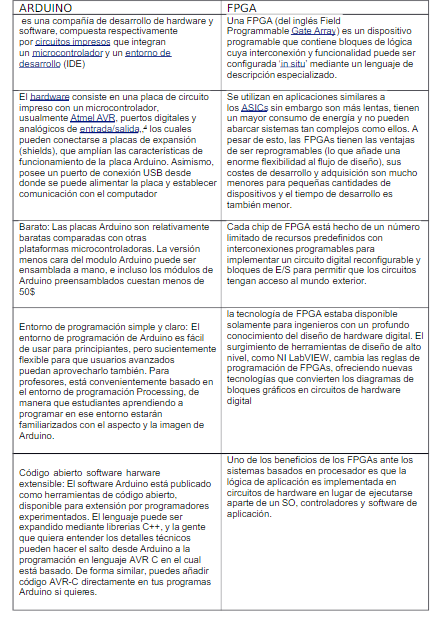 ARDUINO
es una compañía de desarrollo de hardware y
software, compuesta respectivamente
por circuitos impresos que integran
un microcontrolador y un entorno de
desarrollo (IDE)
FPGA
Una FPGA (del inglés Field
Programmable Gate Array) es un dispositivo
programable que contiene bloques de lógica
cuya interconexión y funcionalidad puede ser
configurada 'in situ' mediante un lenguaje de
descripción especializado.
El hardware consiste en una placa de circuito
impreso con un microcontrolador,
usualmente Atmel AVR, puertos digitales y
analógicos de entrada/salida,,4 los cuales
pueden conectarse a placas de expansión
(shields), que amplían las características de
funcionamiento de la placa Arduino. Asimismo,
posee un puerto de conexión USB desde
donde se puede alimentar la placa y establecer
comunicación con el computador
Se utilizan en aplicaciones similares a
los ASICs sin embargo son más lentas, tienen
un mayor consumo de energía y no pueden
abarcar sistemas tan complejos como ellos. A
pesar de esto, las FPGAs tienen las ventajas
de ser reprogramables (lo que añade una
enorme flexibilidad al flujo de diseño), sus
costes de desarrollo y adquisición son mucho
menores para pequeñas cantidades de
dispositivos y el tiempo de desarrollo es
también menor.
Barato: Las placas Arduino son relativamente
baratas comparadas con otras
plataformas microcontroladoras. La versión
menos cara del modulo Arduino puede ser
ensamblada a mano, e incluso los módulos de
Arduino preensamblados cuestan menos de
50$
Cada chip de FPGA está hecho de un número
limitado de recursos predefinidos con
interconexiones programables para
implementar un circuito digital reconfigurable y
bloques de E/S para permitir que los circuitos
tengan acceso al mundo exterior.
Entorno de programación simple y claro: El
entorno de programación de Arduino es fácil
de usar para principiantes, pero sucientemente
flexible para que usuarios avanzados
puedan aprovecharlo también. Para
profesores, está convenientemente basado en
el entorno de programación Processing, de
manera que estudiantes aprendiendo a
programar en ese entorno estarán
familiarizados con el aspecto y la imagen de
Arduino.
la tecnología de FPGA estaba disponible
solamente para ingenieros con un profundo
conocimiento del diseño de hardware digital. El
surgimiento de herramientas de diseño de alto
nivel, como NI LabVIEW, cambia las reglas de
programación de FPGAs, ofreciendo nuevas
tecnologías que convierten los diagramas de
bloques gráficos en circuitos de hardware
digital
Código abierto software harware
extensible: El software Arduino está publicado
como herramientas de código abierto,
disponible para extensión por programadores
experimentados. El lenguaje puede ser
expandido mediante librerias C++, y la gente
que quiera entender los detalles técnicos
pueden hacer el salto desde Arduino a la
programación en lenguaje AVR C en el cual
está basado. De forma similar, puedes añadir
código AVR-C directamente en tus programas
Arduino si quieres.
Uno de los beneficios de los FPGAs ante los
sistemas basados en procesador es que la
lógica de aplicación es implementada en
circuitos de hardware en lugar de ejecutarse
aparte de un SO, controladores y software de
aplicación.